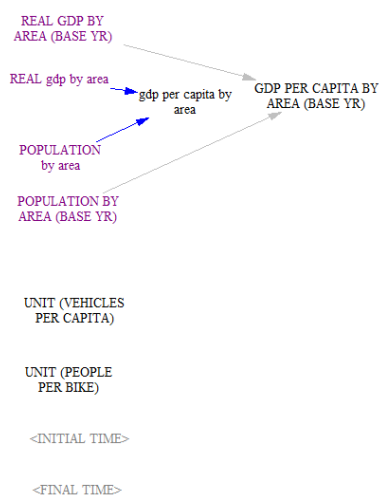 REAL GDP BY
AREA (BASE YR)
REAL gdp by area
gdp per capita by
area
GDP PER CAPITA BY
AREA (BASE YR)
POPULATION
by area
POPULATION BY
AREA (BASE YR)
UNIT (VEHICLES
PER CAPITA)
UNIT (PEOPLE
PER BIKE)
<INITIAL TIME>
<FINAL TIME>